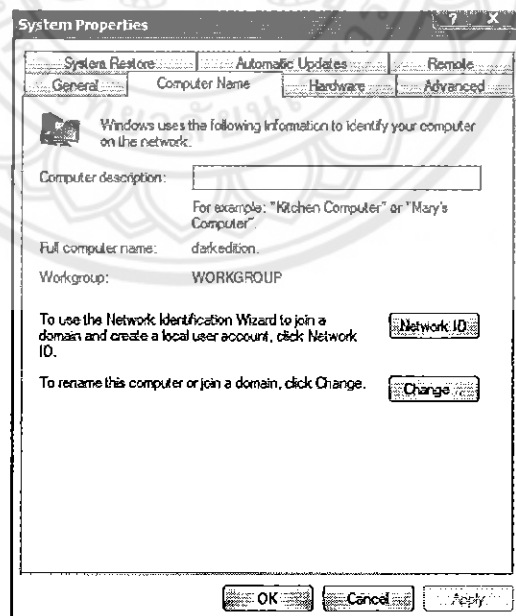 System Properties
? X
System Restore Automatic Updates Remote
General Computer Name Hardware Advanced
Windows uses the following information to identify your computer
on the network.
Computer description:
For example: "Kitchen Computer" or "Mary's
Computer".
Full computer name: darkedition.
Workgroup: WORKGROUP
To use the Network Identification Wizard to join a
domain and create a local user account, click Network
ID.
Network ID
To rename this computer or join a domain, click Change.
Change
OK Cancel Apply